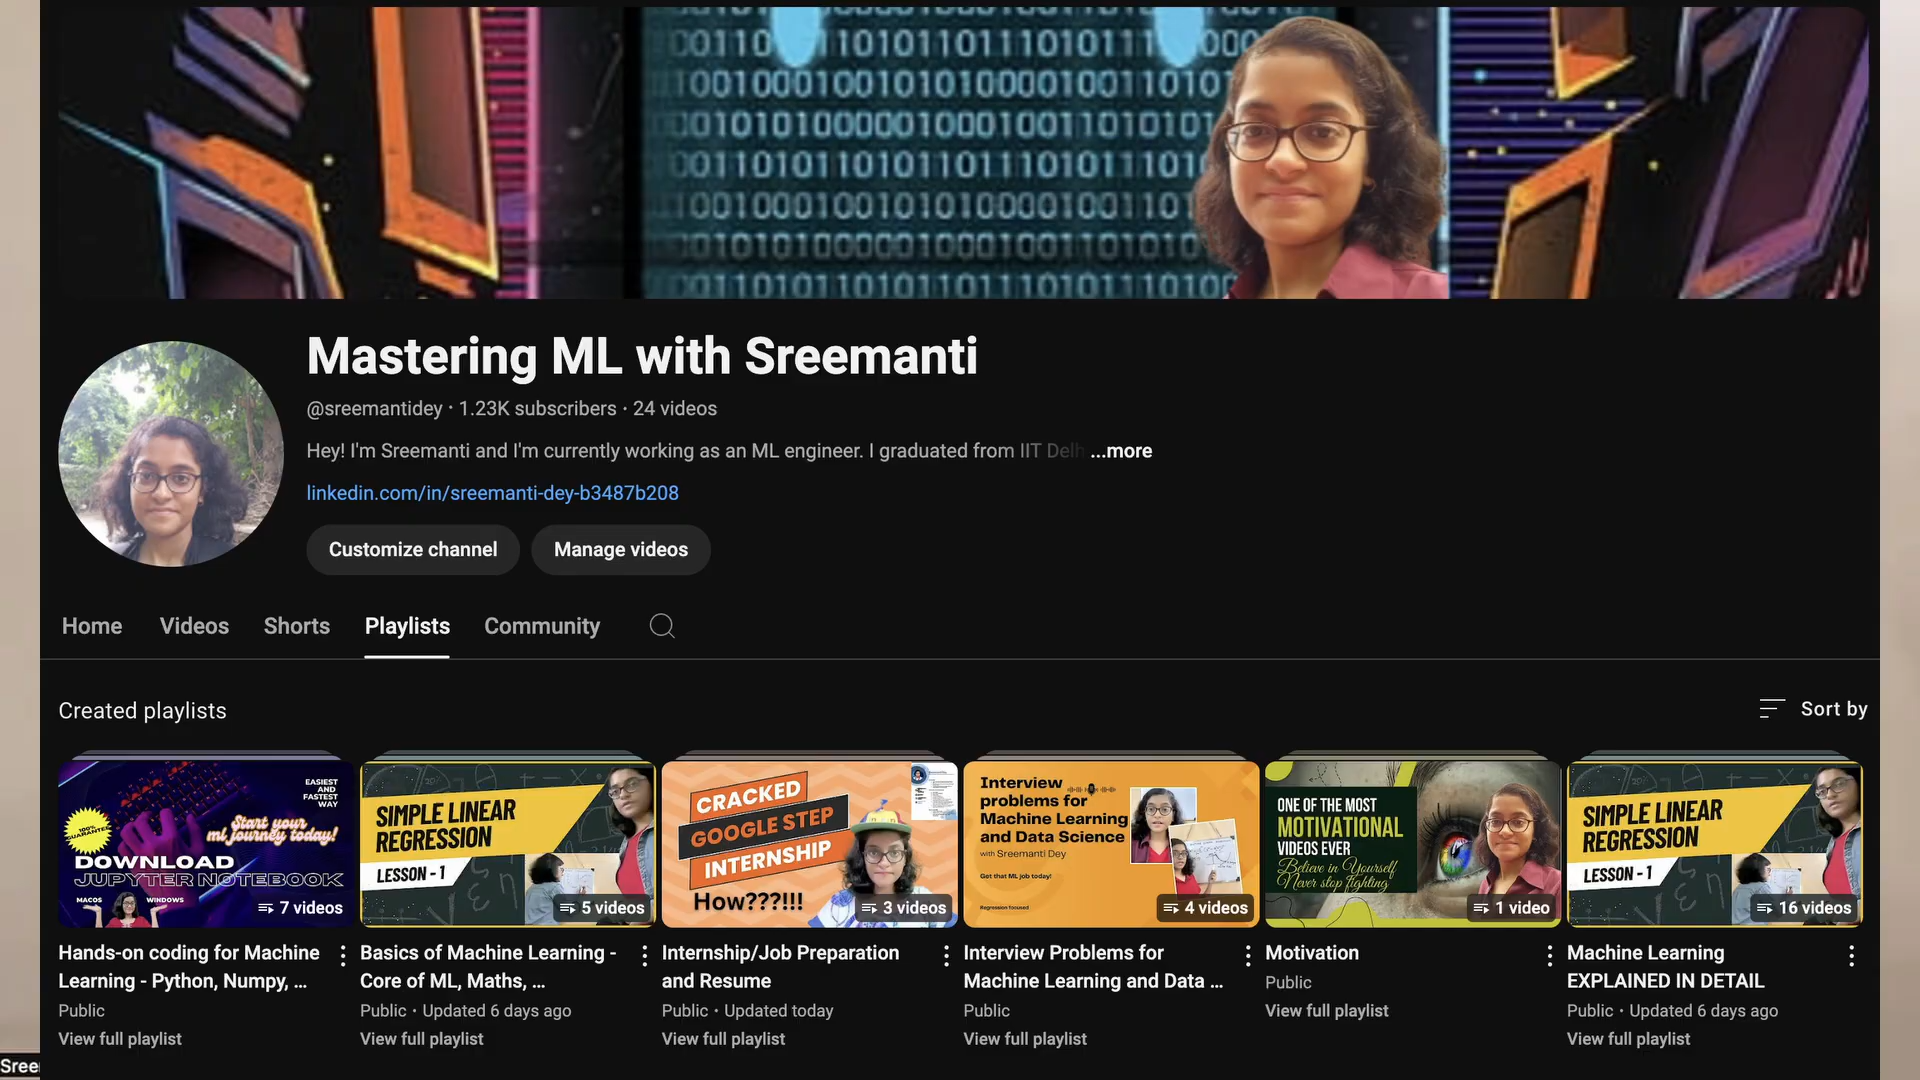 Mastering ML with Sreemanti
@sreemantidey · 1.23K subscribers · 24 videos
Hey! I'm Sreemanti and I'm currently working as an ML engineer. I graduated from IIT Delh ...more
linkedin.com/in/sreemanti-dey-b3487b208
Customize channel
Manage videos
Home
Videos
Shorts
Playlists
Community
Created playlists
Sort by
EASIEST
AND
FASTEST
WAY
100%
GUARANTEE
Start your
ml journey today!
DOWNLOAD
JUPYTER NOTEBOOK
MACOS
WINDOWS
7 videos
Hands-on coding for Machine
Learning - Python, Numpy, ...
Public
View full playlist
SIMPLE LINEAR
REGRESSION
LESSON - 1
5 videos
Basics of Machine Learning -
Core of ML, Maths, ...
Public · Updated 6 days ago
View full playlist
CRACKED
GOOGLE STEP
INTERNSHIP
How???!!!
3 videos
Internship/Job Preparation
and Resume
Public · Updated today
View full playlist
Interview
problems for
Machine Learning
and Data Science
with Sreemanti Dey
Get that ML job today!
Regression focused
4 videos
Interview Problems for
Machine Learning and Data ...
Public
View full playlist
ONE OF THE MOST
MOTIVATIONAL
VIDEOS EVER
Believe in Yourself
Never stop fighting
1 video
Motivation
Public
View full playlist
SIMPLE LINEAR
REGRESSION
LESSON - 1
16 videos
Machine Learning
EXPLAINED IN DETAIL
Public · Updated 6 days ago
View full playlist
Sree